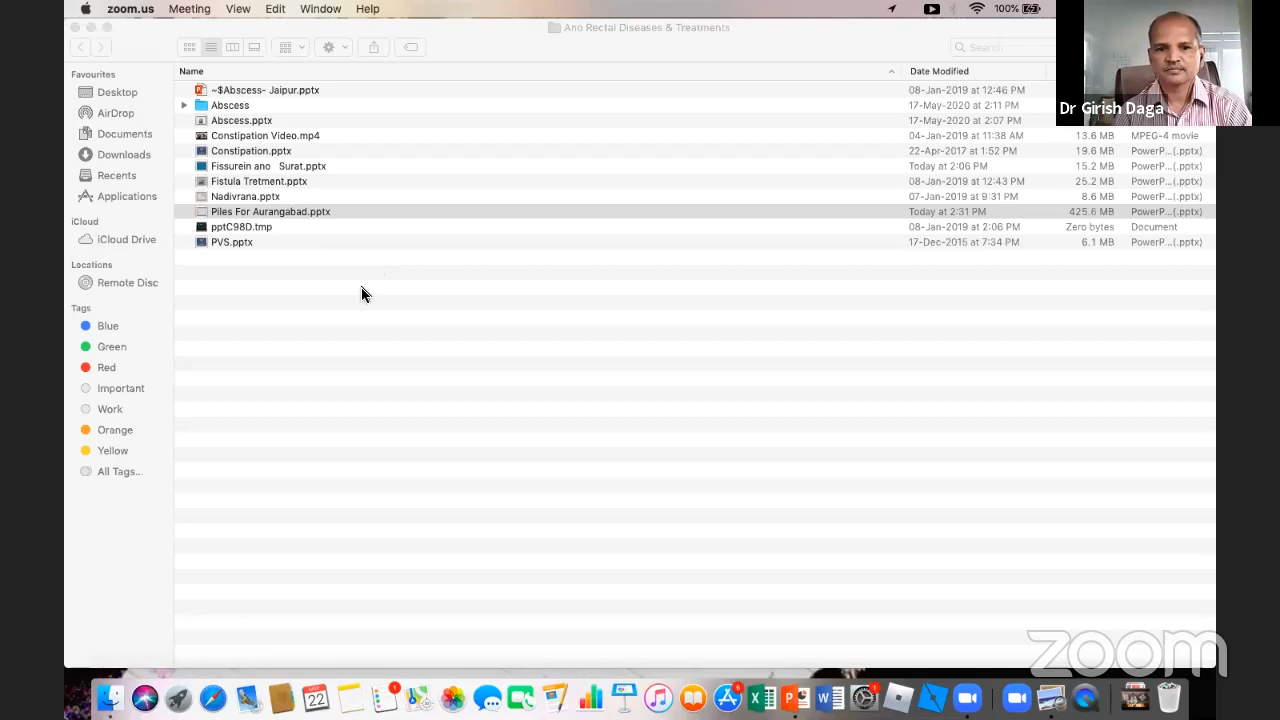 zoom.us Meeting View Edit Window Help 100%
Ano Rectal Diseases & Treatments
Search
Dr Girish Daga
Name Date Modified
~$Abscess- Jaipur.pptx 08-Jan-2019 at 12:46 PM
Abscess 17-May-2020 at 2:11 PM
Abscess.pptx 17-May-2020 at 2:07 PM
Constipation Video.mp4 04-Jan-2019 at 11:38 AM 13.6 MB MPEG-4 movie
Constipation.pptx 22-Apr-2017 at 1:52 PM 19.6 MB PowerP...(.pptx)
Fissurein ano Surat.pptx Today at 2:06 PM 15.2 MB PowerP...(.pptx)
Fistula Tretment.pptx 08-Jan-2019 at 12:43 PM 25.2 MB PowerP...(.pptx)
Nadivrana.pptx 07-Jan-2019 at 9:31 PM 8.6 MB PowerP...(.pptx)
Piles For Aurangabad.pptx Today at 2:31 PM 425.6 MB PowerP...(.pptx)
pptC98D.tmp 08-Jan-2019 at 2:06 PM Zero bytes Document
PVS.pptx 17-Dec-2015 at 7:34 PM 6.1 MB PowerP...(.pptx)
Favourites
Desktop
AirDrop
Documents
Downloads
Recents
Applications
iCloud
iCloud Drive
Locations
Remote Disc
Tags
Blue
Green
Red
Important
Work
Orange
Yellow
All Tags...
zoom
22